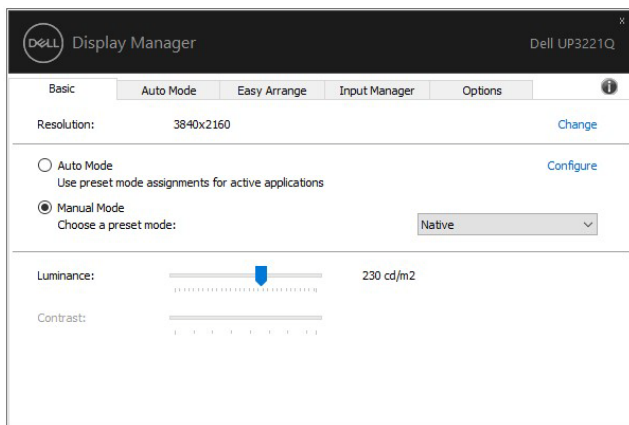 x
DELL Display Manager Dell UP3221Q
Basic Auto Mode Easy Arrange Input Manager Options i
Resolution: 3840x2160 Change
Auto Mode Configure
Use preset mode assignments for active applications
Manual Mode
Choose a preset mode: Native
Luminance: 230 cd/m2
Contrast: